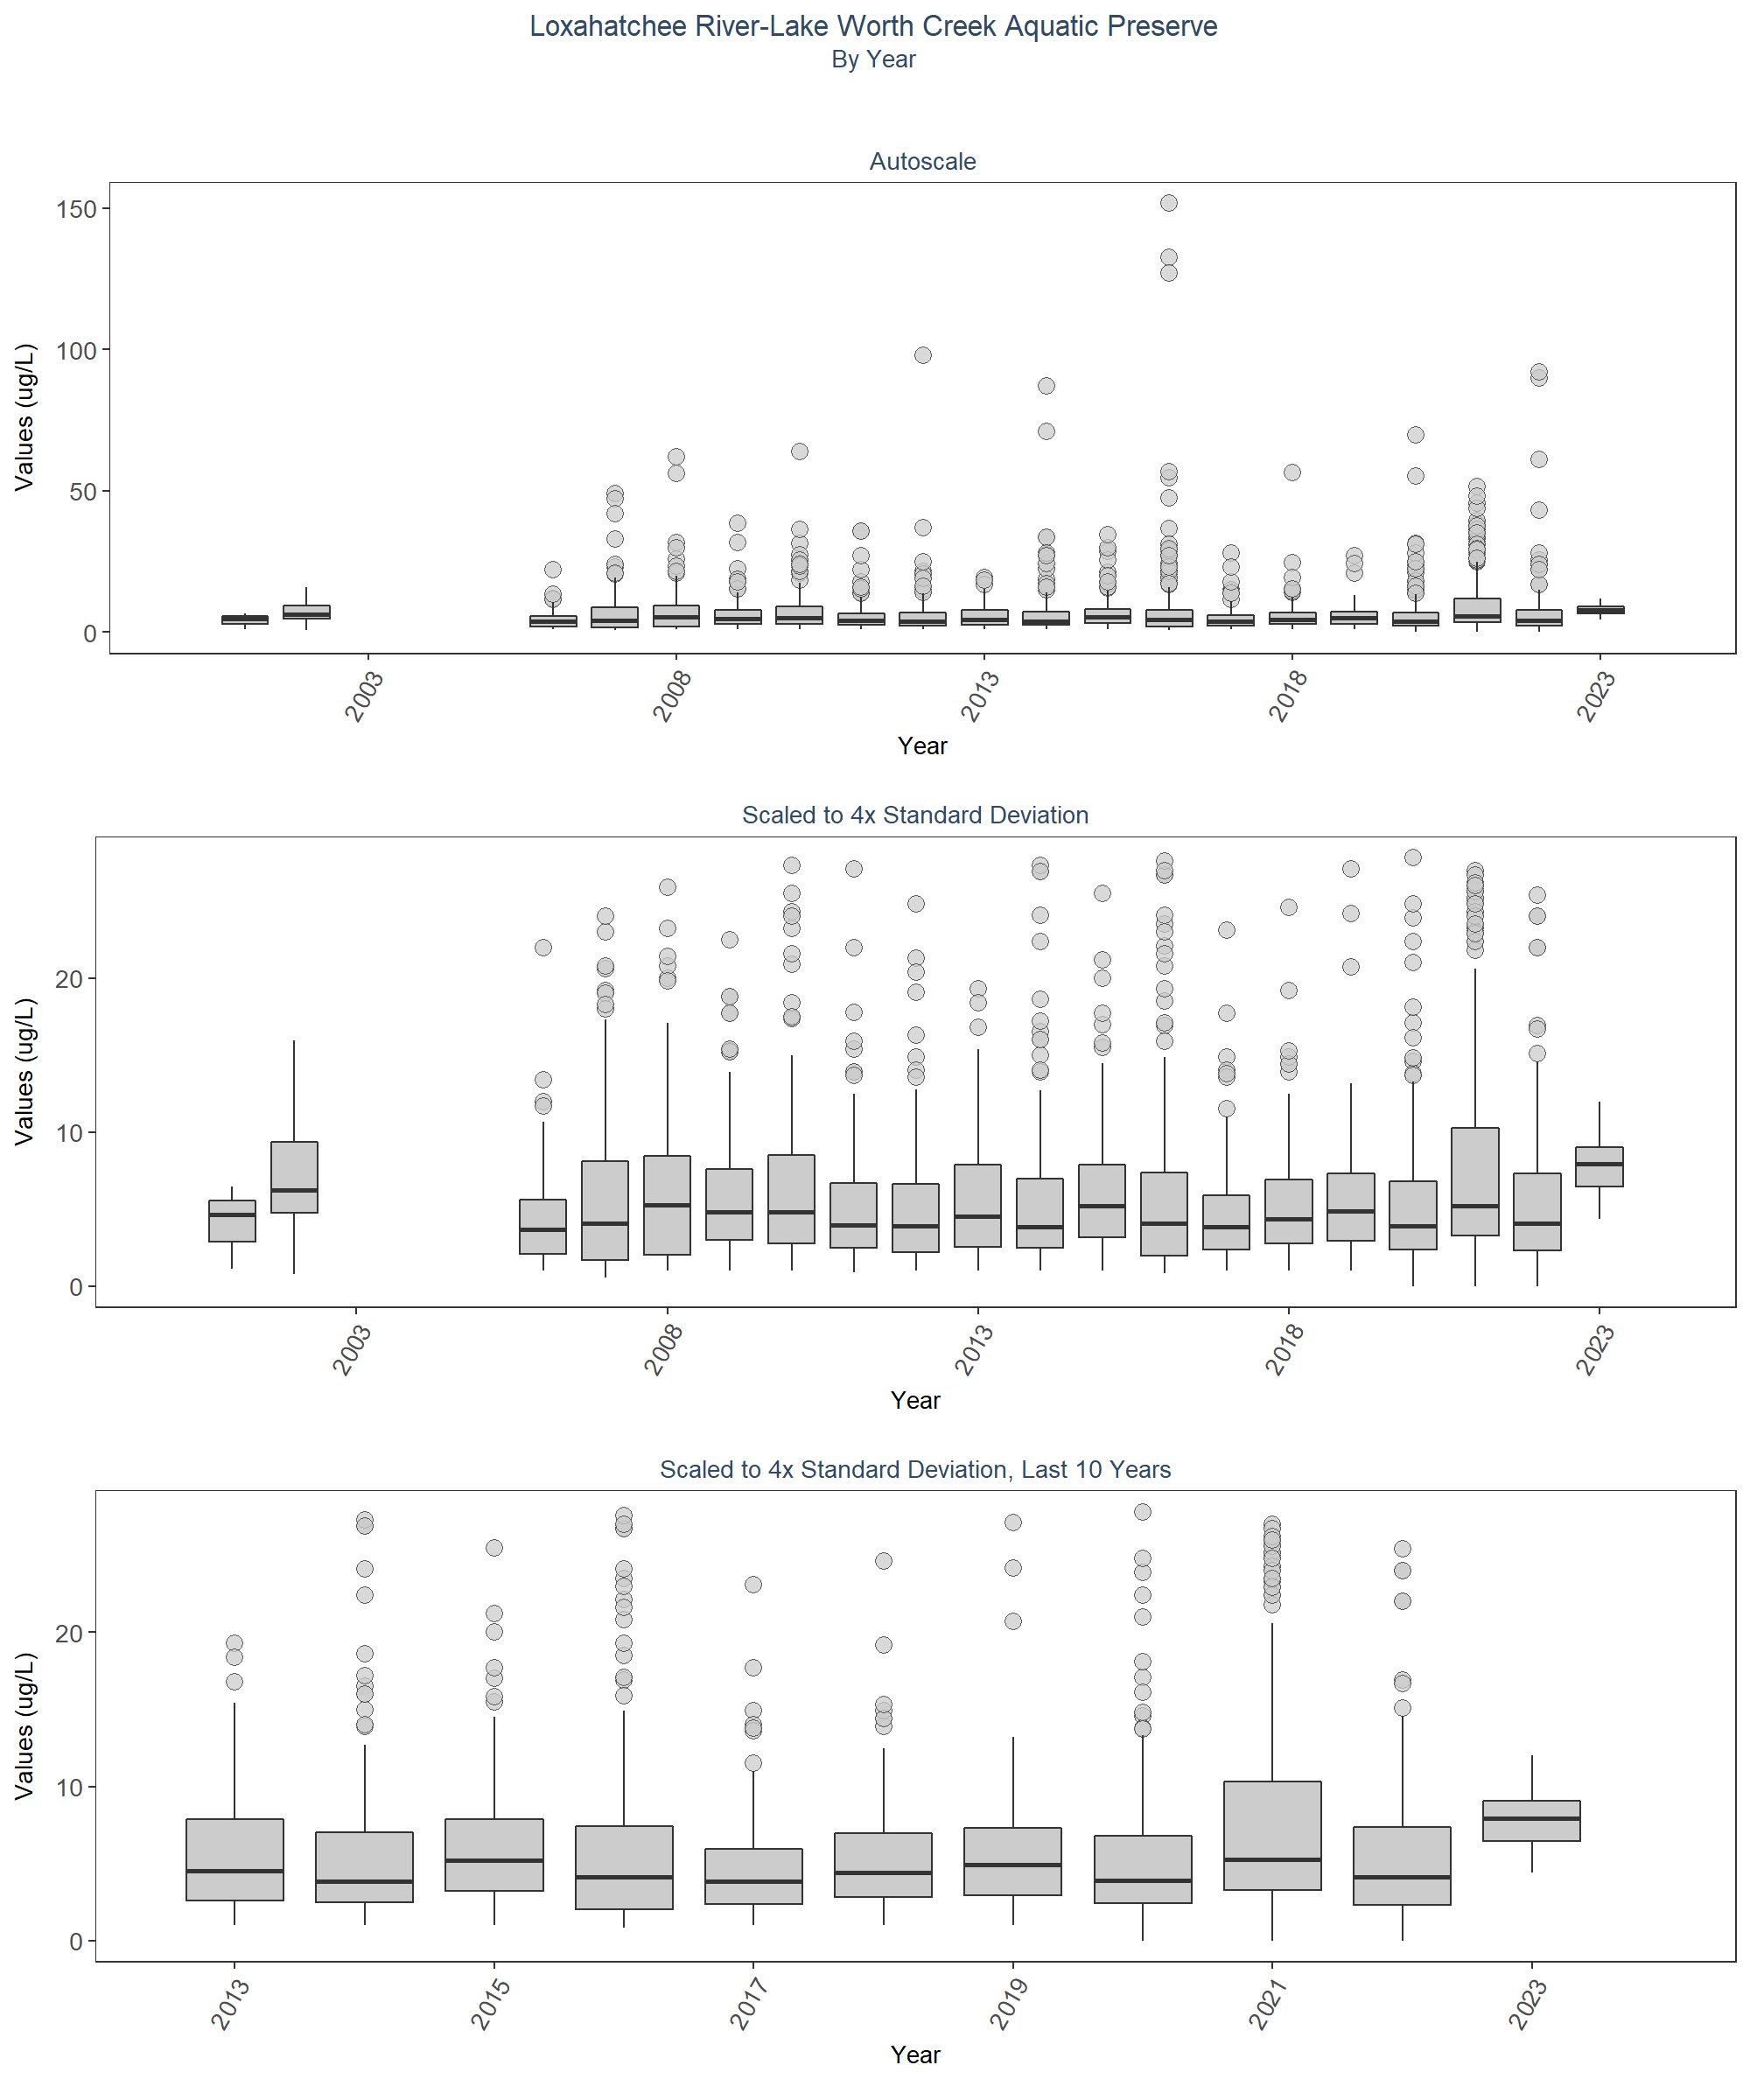 Loxahatchee River-Lake Worth Creek Aquatic Preserve
By Year
Autoscale
Values (ug/L)
150
100
50
0
2003
2008
2013
2018
2023
Year
Scaled to 4x Standard Deviation
Values (ug/L)
20
10
0
2003
2008
2013
2018
2023
Year
Scaled to 4x Standard Deviation, Last 10 Years
Values (ug/L)
20
10
0
2013
2015
2017
2019
2021
2023
Year